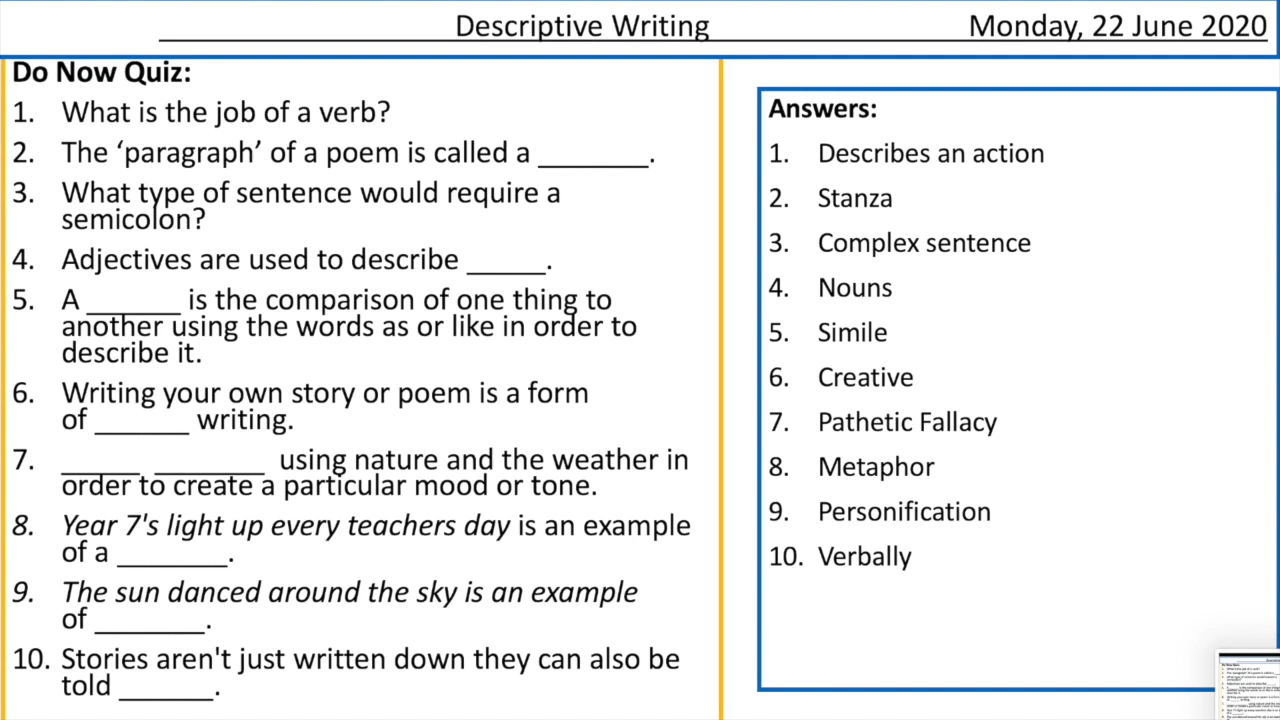 Descriptive Writing Monday, 22 June 2020
Do Now Quiz:
1. What is the job of a verb?
2. The ‘paragraph’ of a poem is called a ________.
3. What type of sentence would require a
semicolon?
4. Adjectives are used to describe ______.
5. A _______ is the comparison of one thing to
another using the words as or like in order to
describe it.
6. Writing your own story or poem is a form
of _______ writing.
7. ______ ________ using nature and the weather in
order to create a particular mood or tone.
8. Year 7's light up every teachers day is an example
of a ________.
9. The sun danced around the sky is an example
of ________.
10. Stories aren't just written down they can also be
told _______.
Answers:
1. Describes an action
2. Stanza
3. Complex sentence
4. Nouns
5. Simile
6. Creative
7. Pathetic Fallacy
8. Metaphor
9. Personification
10. Verbally